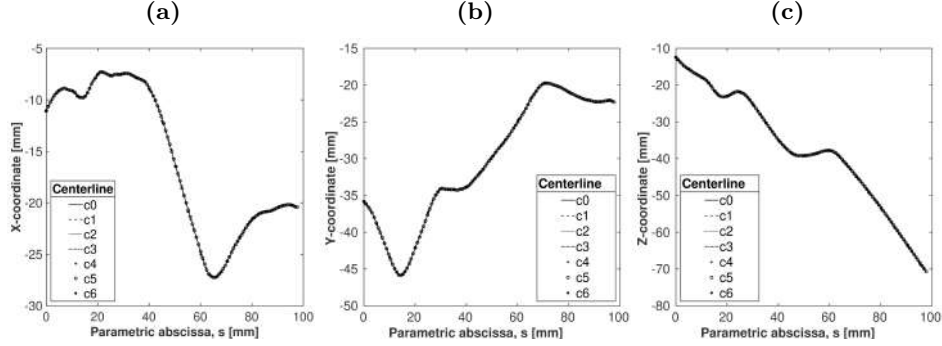 (a)
-5
-10
-15
-20
-25
-30
X-coordinate [mm]
Centerline
c0
c1
c2
c3
c4
c5
c6
0 20 40 60 80 100
Parametric abscissa, s [mm]
(b)
-15
-20
-25
-30
-35
-40
-45
-50
Y-coordinate [mm]
Centerline
c0
c1
c2
c3
c4
c5
c6
0 20 40 60 80 100
Parametric abscissa, s [mm]
(c)
-10
-20
-30
-40
-50
-60
-70
-80
Z-coordinate [mm]
Centerline
c0
c1
c2
c3
c4
c5
c6
0 20 40 60 80 100
Parametric abscissa, s [mm]